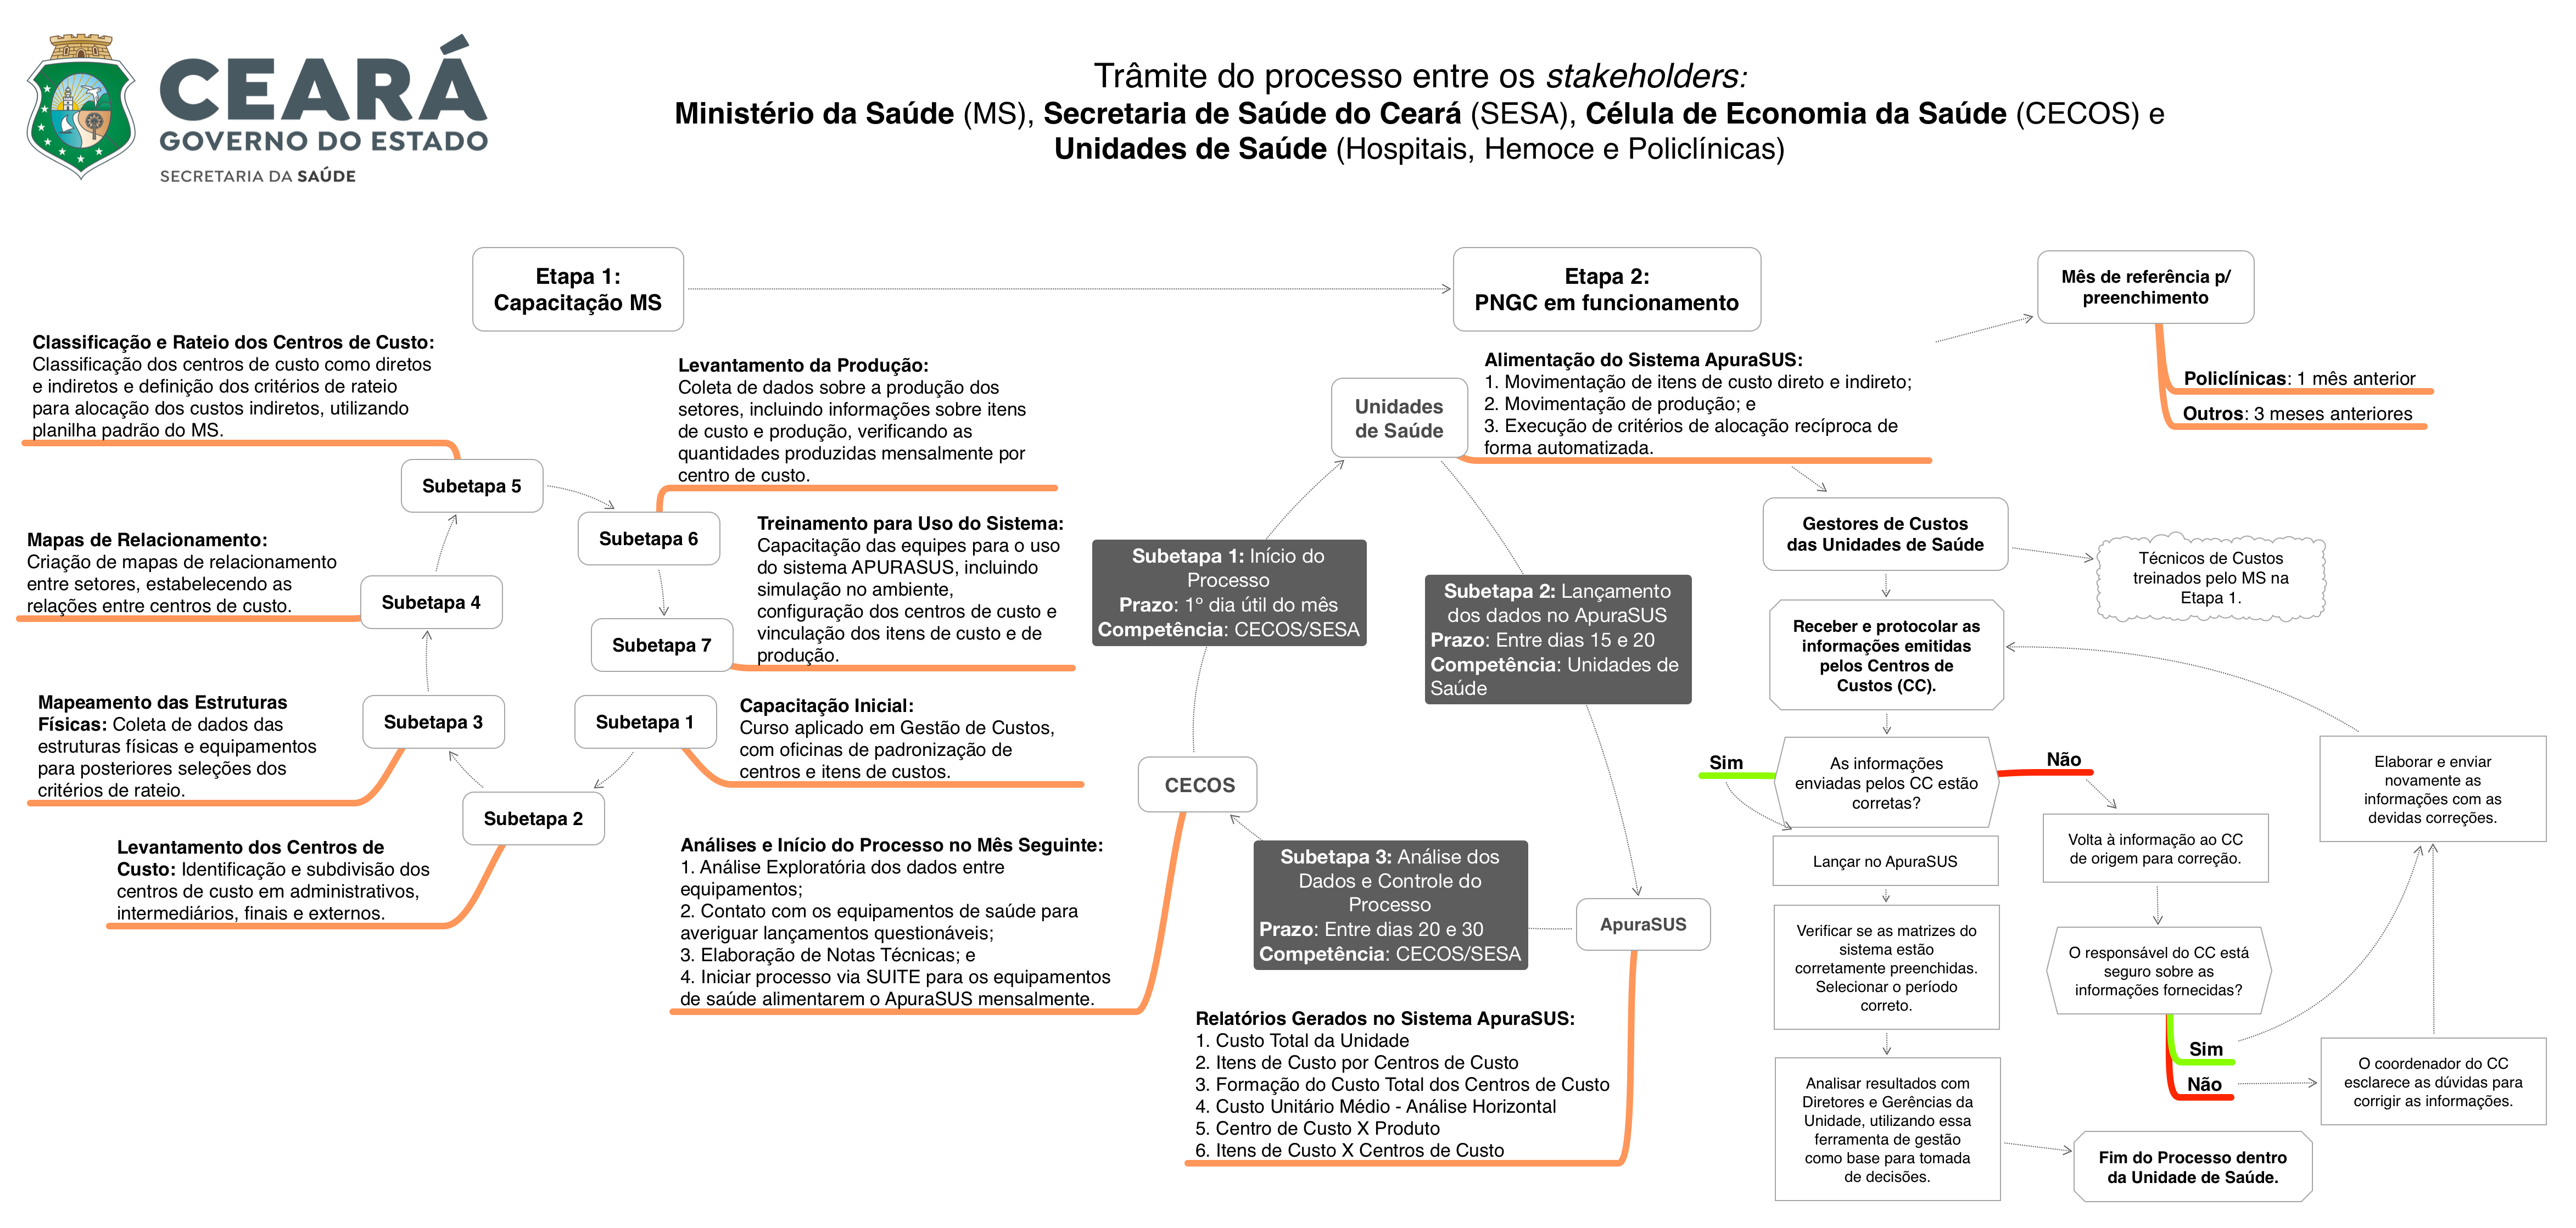 CEARÁ
GOVERNO DO ESTADO
SECRETARIA DA SAÚDE
Trâmite do processo entre os stakeholders:
Ministério da Saúde (MS), Secretaria de Saúde do Ceará (SESA), Célula de Economia da Saúde (CECOS) e
Unidades de Saúde (Hospitais, Hemoce e Policlínicas)
Etapa 1:
Capacitação MS
Classificação e Rateio dos Centros de Custo:
Classificação dos centros de custo como diretos
e indiretos e definição dos critérios de rateio
para alocação dos custos indiretos, utilizando
planilha padrão do MS.
Subetapa 5
Levantamento da Produção:
Coleta de dados sobre a produção dos
setores, incluindo informações sobre itens
de custo e produção, verificando as
quantidades produzidas mensalmente por
centro de custo.
Subetapa 6
Mapas de Relacionamento:
Criação de mapas de relacionamento
entre setores, estabelecendo as
relações entre centros de custo.
Subetapa 4
Treinamento para Uso do Sistema:
Capacitação das equipes para o uso
do sistema APURASUS, incluindo
simulação no ambiente,
configuração dos centros de custo e
vinculação dos itens de custo e de
produção.
Subetapa 7
Mapeamento das Estruturas
Físicas: Coleta de dados das
estruturas físicas e equipamentos
para posteriores seleções dos
critérios de rateio.
Subetapa 3
Subetapa 1
Capacitação Inicial:
Curso aplicado em Gestão de Custos,
com oficinas de padronização de
centros e itens de custos.
Subetapa 2
Levantamento dos Centros de
Custo: Identificação e subdivisão dos
centros de custo em administrativos,
intermediários, finais e externos.
Etapa 2:
PNGC em funcionamento
Unidades
de Saúde
Alimentação do Sistema ApuraSUS:
1. Movimentação de itens de custo direto e indireto;
2. Movimentação de produção; e
3. Execução de critérios de alocação recíproca de
forma automatizada.
Mês de referência p/
preenchimento
Policlínicas: 1 mês anterior
Outros: 3 meses anteriores
Subetapa 1: Início do
Processo
Prazo: 1º dia útil do mês
Competência: CECOS/SESA
Subetapa 2: Lançamento
dos dados no ApuraSUS
Prazo: Entre dias 15 e 20
Competência: Unidades de
Saúde
CECOS
Análises e Início do Processo no Mês Seguinte:
1. Análise Exploratória dos dados entre
equipamentos;
2. Contato com os equipamentos de saúde para
averiguar lançamentos questionáveis;
3. Elaboração de Notas Técnicas; e
4. Iniciar processo via SUITE para os equipamentos
de saúde alimentarem o ApuraSUS mensalmente.
Subetapa 3: Análise dos
Dados e Controle do
Processo
Prazo: Entre dias 20 e 30
Competência: CECOS/SESA
ApuraSUS
Relatórios Gerados no Sistema ApuraSUS:
1. Custo Total da Unidade
2. Itens de Custo por Centros de Custo
3. Formação do Custo Total dos Centros de Custo
4. Custo Unitário Médio - Análise Horizontal
5. Centro de Custo X Produto
6. Itens de Custo X Centros de Custo
Gestores de Custos
das Unidades de Saúde
Técnicos de Custos
treinados pelo MS na
Etapa 1.
Receber e protocolar as
informações emitidas
pelos Centros de
Custos (CC).
As informações
enviadas pelos CC estão
corretas?
Sim
Não
Lançar no ApuraSUS
Verificar se as matrizes do
sistema estão
corretamente preenchidas.
Selecionar o período
correto.
Analisar resultados com
Diretores e Gerências da
Unidade, utilizando essa
ferramenta de gestão
como base para tomada
de decisões.
Volta à informação ao CC
de origem para correção.
O responsável do CC está
seguro sobre as
informações fornecidas?
Sim
Não
Elaborar e enviar
novamente as
informações com as
devidas correções.
O coordenador do CC
esclarece as dúvidas para
corrigir as informações.
Fim do Processo dentro
da Unidade de Saúde.